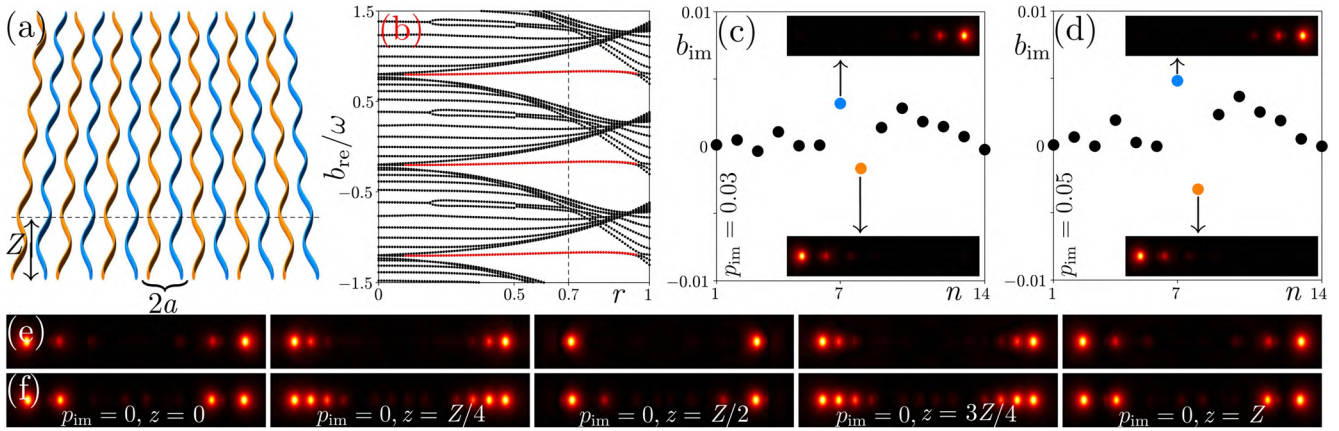 (a)
Z
2a
(b)
b_re/ω
1.5
0.5
−0.5
−1.5
0
0.5
0.7
r
1
(c)
0.01
b_im
0
−0.01
p_im = 0.03
1
7
n
14
(d)
0.01
b_im
0
−0.01
p_im = 0.05
1
7
n
14
(e)
(f)
p_im = 0, z = 0
p_im = 0, z = Z/4
p_im = 0, z = Z/2
p_im = 0, z = 3Z/4
p_im = 0, z = Z